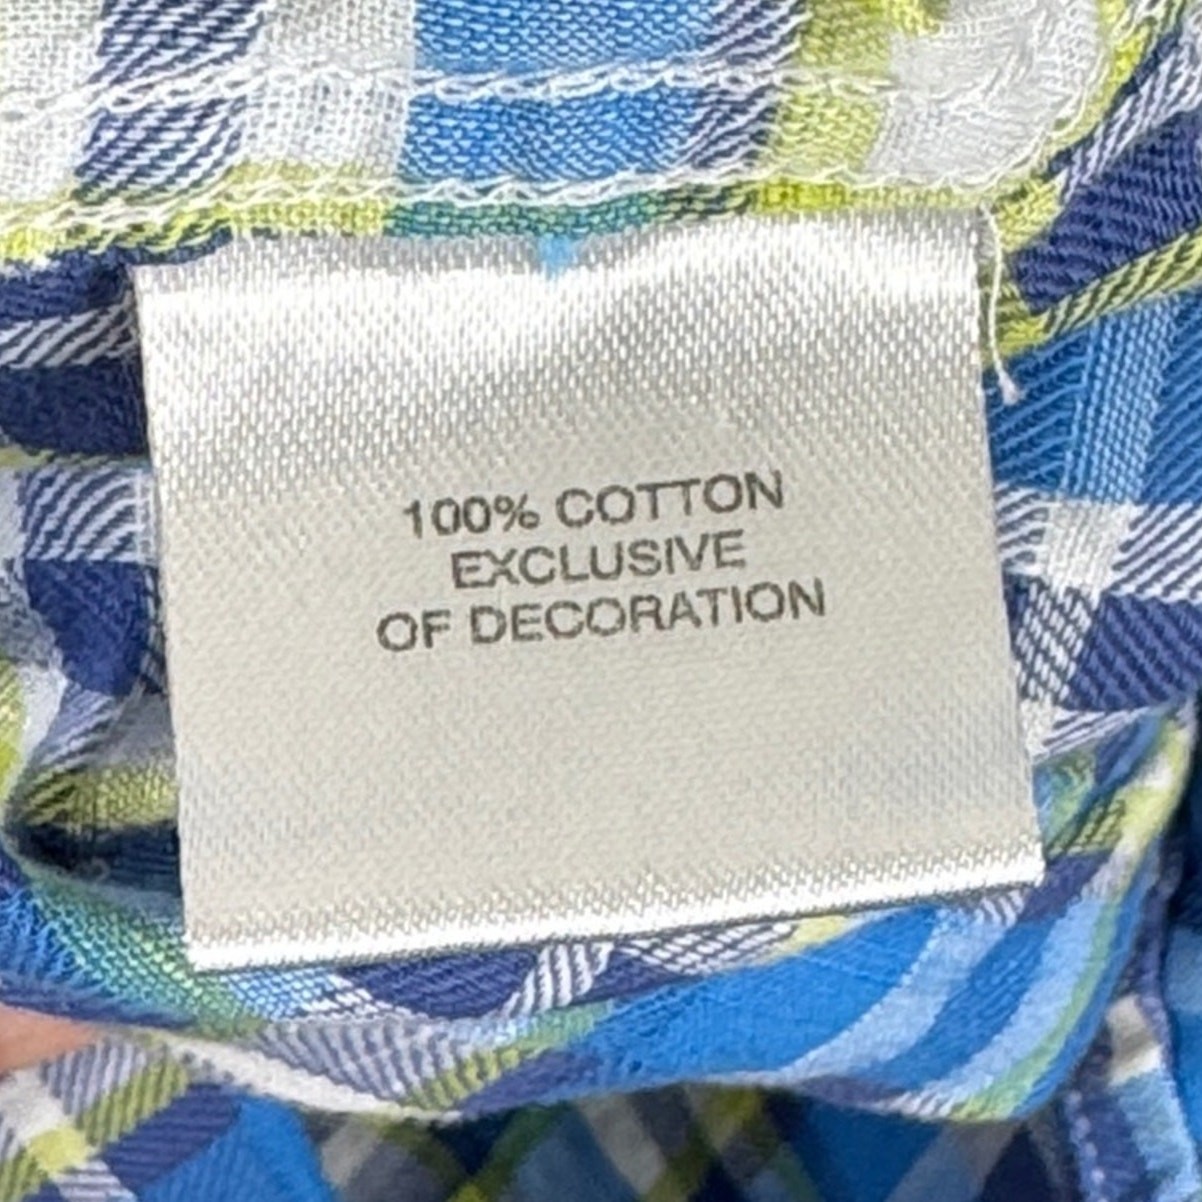 100% COTTON
EXCLUSIVE
OF DECORATION